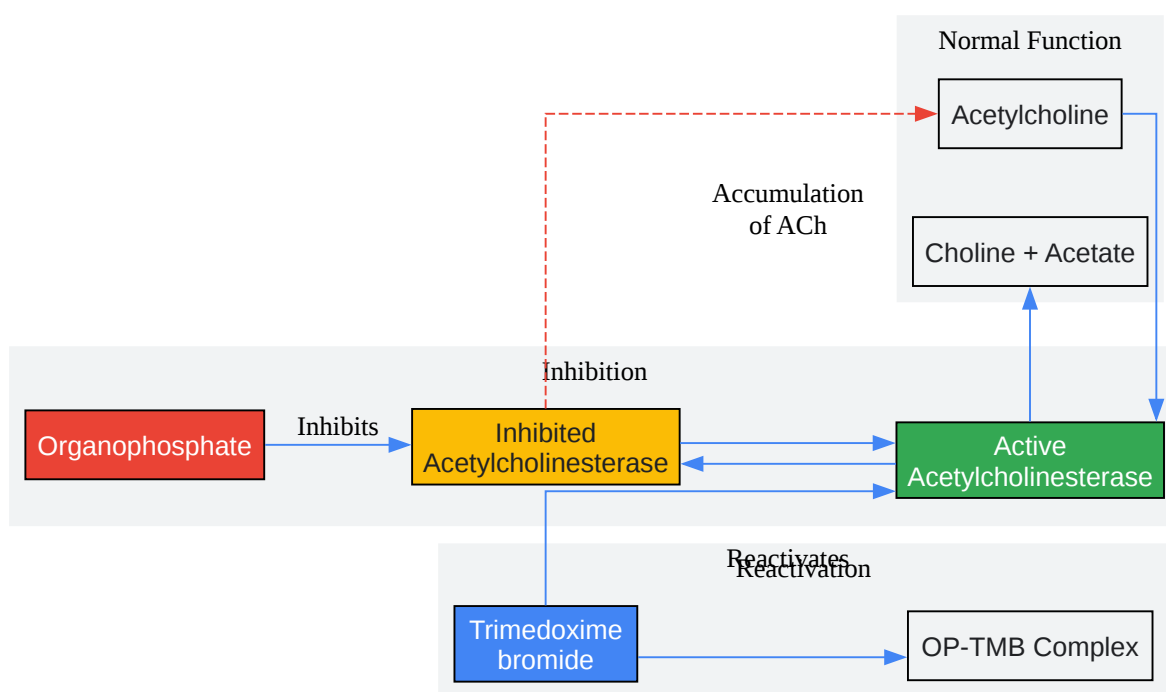 Normal Function
Acetylcholine
Accumulation
of ACh
Choline + Acetate
Inhibition
Organophosphate
Inhibits
Inhibited
Acetylcholinesterase
Active
Acetylcholinesterase
Reactivates
Reactivation
Trimedoxime
bromide
OP-TMB Complex